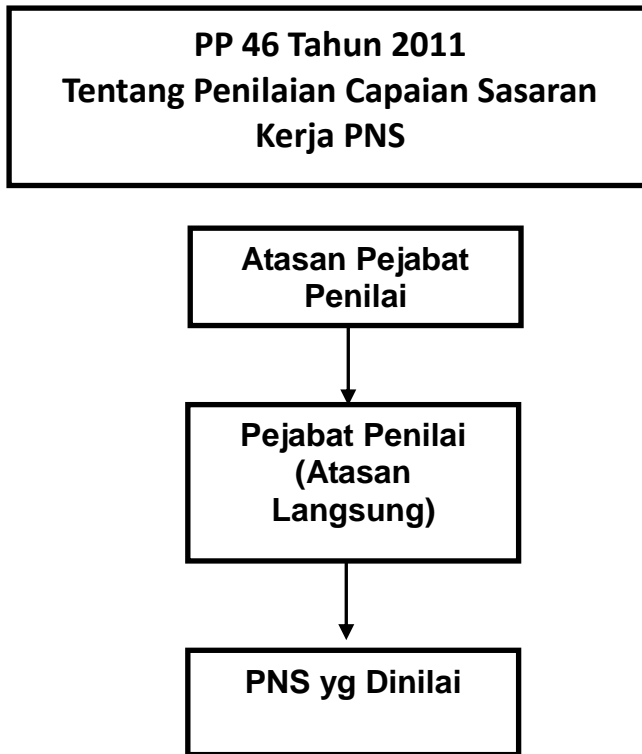 PP 46 Tahun 2011
Tentang Penilaian Capaian Sasaran
Kerja PNS
Atasan Pejabat
Penilai
Pejabat Penilai
(Atasan
Langsung)
PNS yg Dinilai